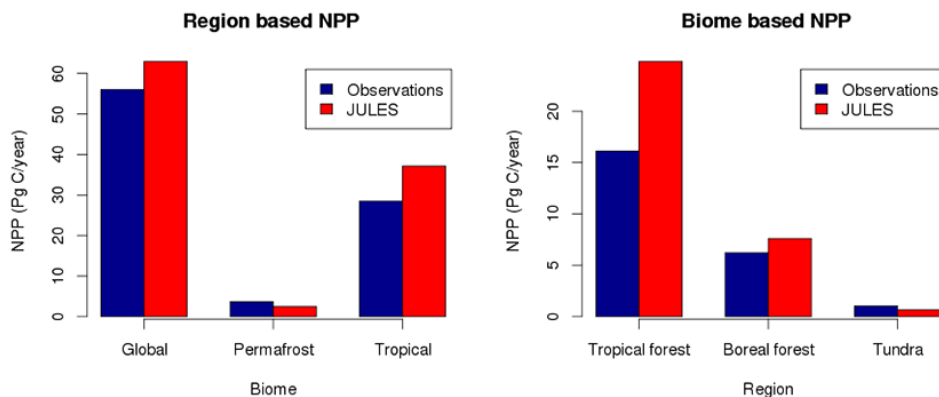 Region based NPP
NPP (Pg C/year)
0
10
20
30
40
50
60
Observations
JULES
Global
Permafrost
Tropical
Biome
Biome based NPP
NPP (Pg C/year)
0
5
10
15
20
Observations
JULES
Tropical forest
Boreal forest
Tundra
Region